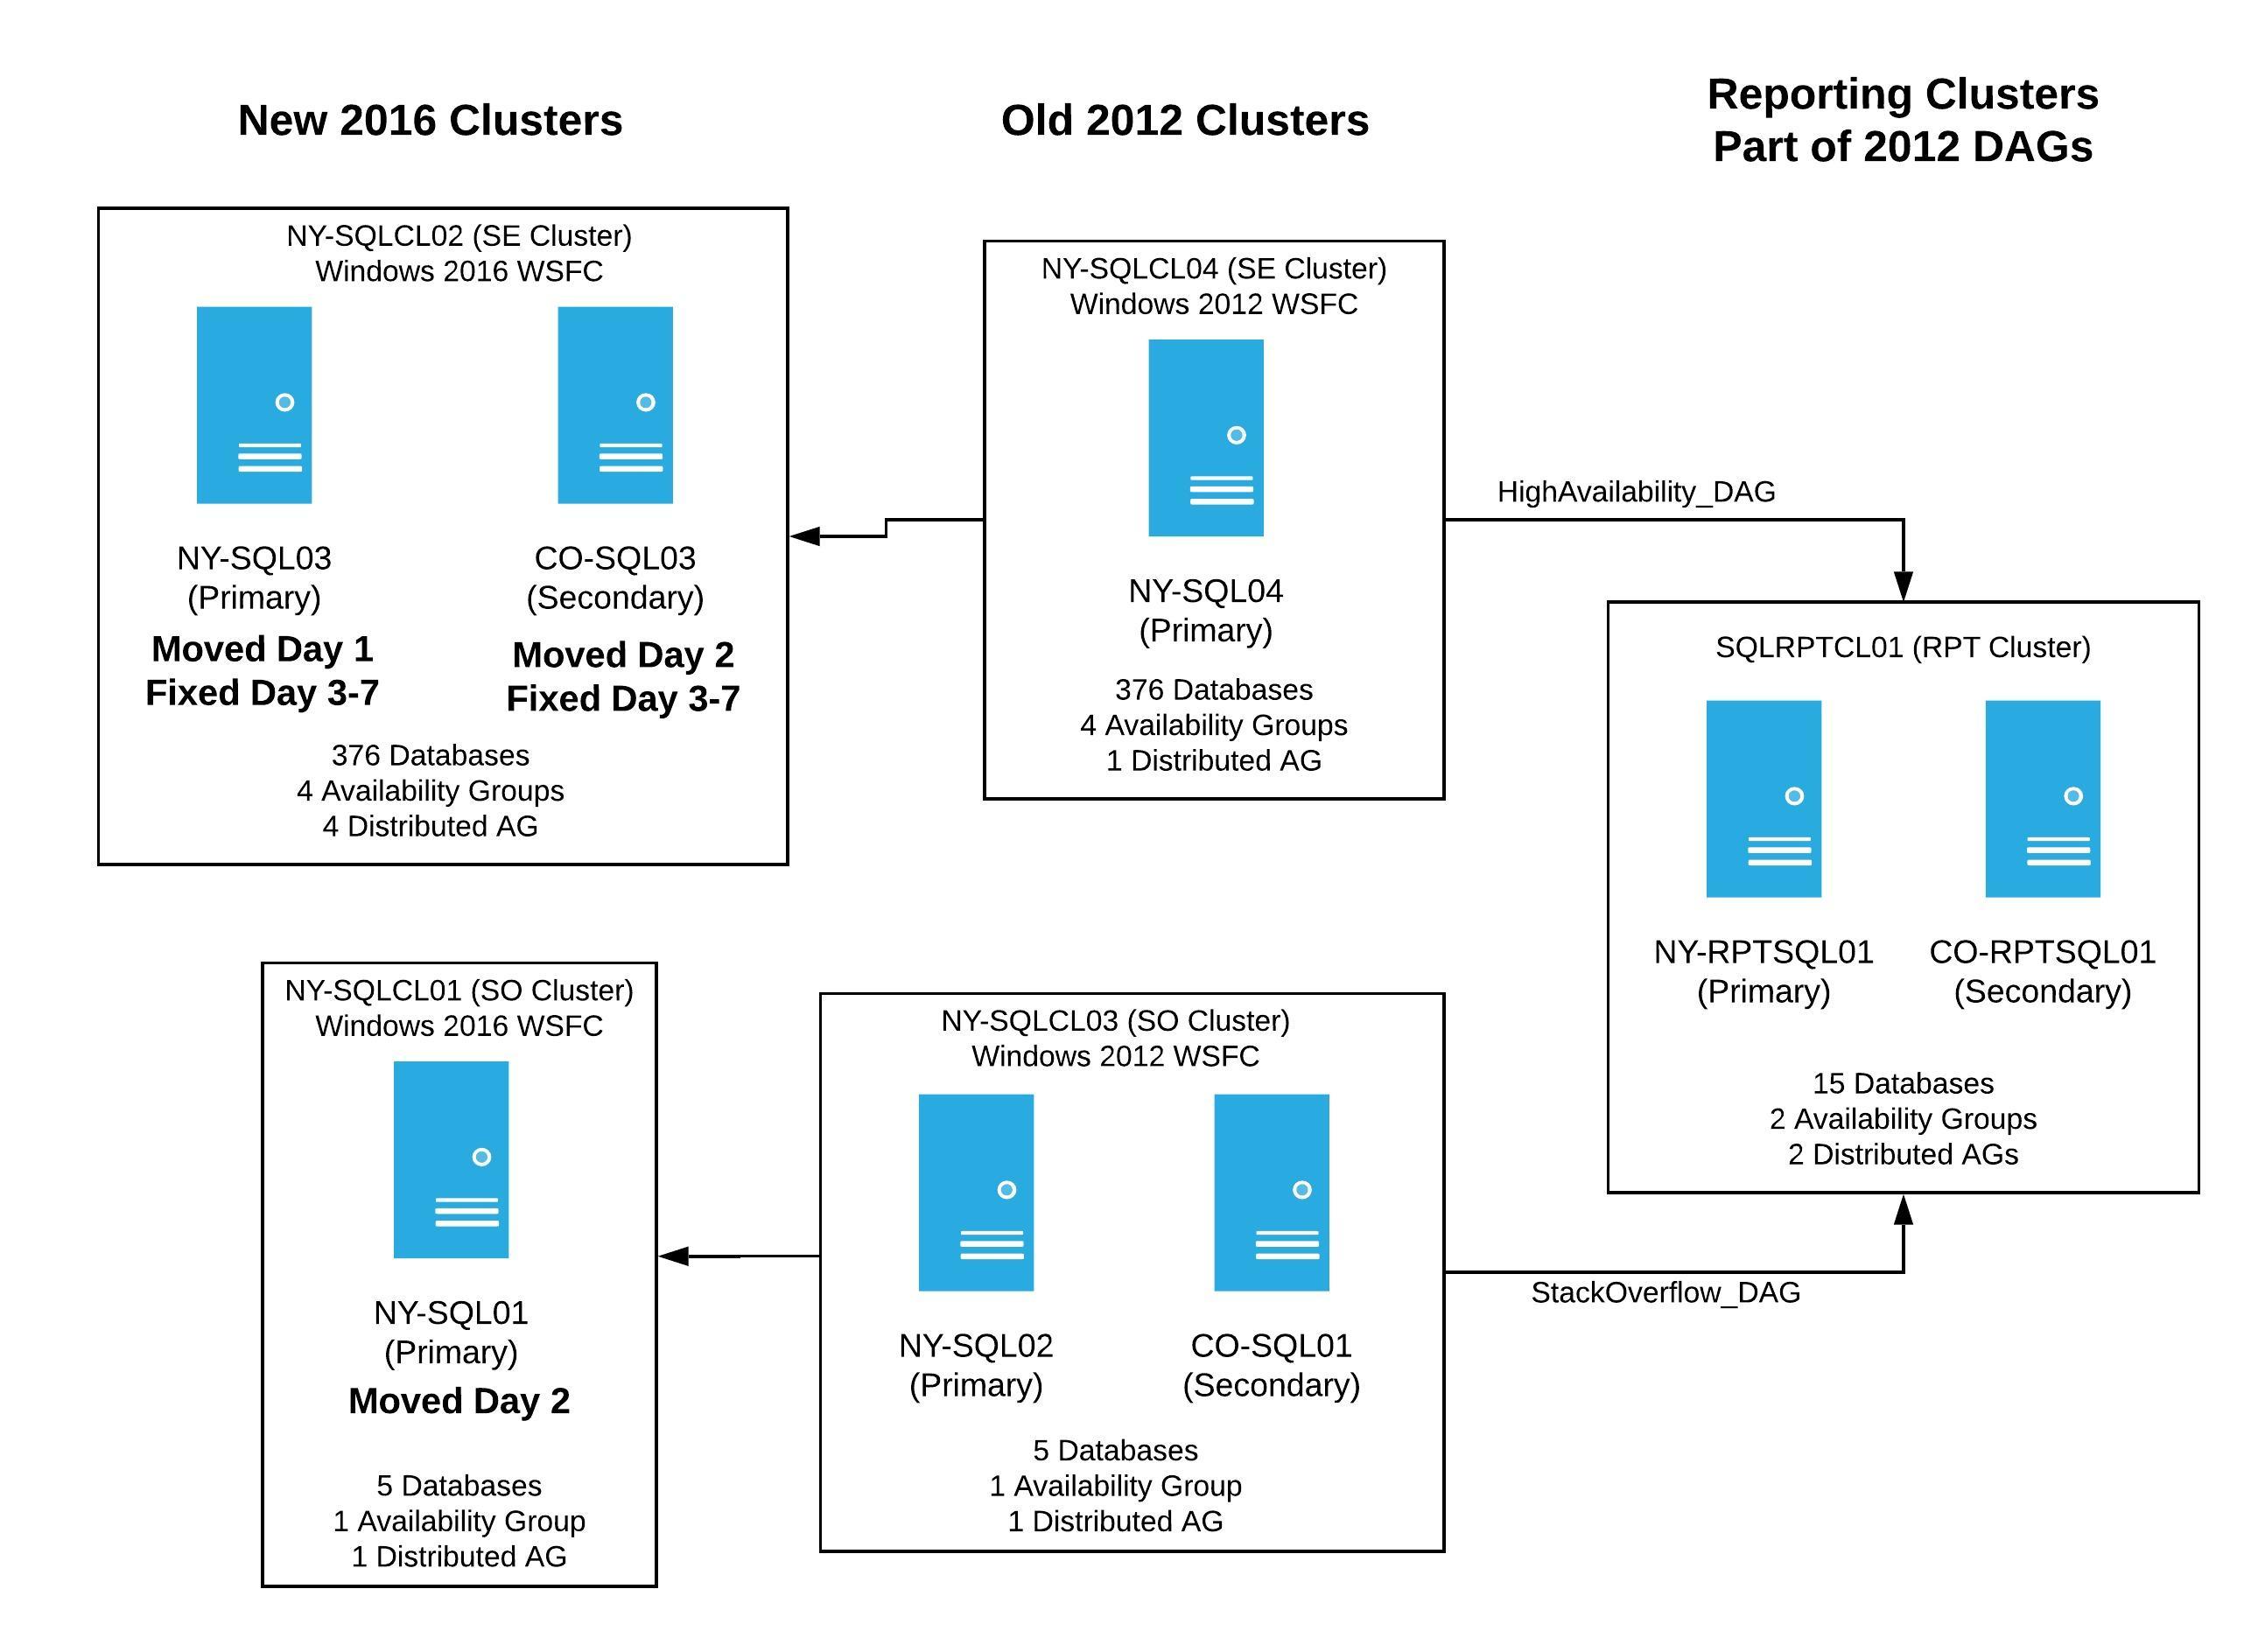 New 2016 Clusters
Old 2012 Clusters
Reporting Clusters
Part of 2012 DAGs
NY-SQLCL02 (SE Cluster)
Windows 2016 WSFC
NY-SQL03
(Primary)
Moved Day 1
Fixed Day 3-7
CO-SQL03
(Secondary)
Moved Day 2
Fixed Day 3-7
376 Databases
4 Availability Groups
4 Distributed AG
NY-SQLCL04 (SE Cluster)
Windows 2012 WSFC
NY-SQL04
(Primary)
376 Databases
4 Availability Groups
1 Distributed AG
HighAvailability_DAG
SQLRPTCL01 (RPT Cluster)
NY-RPTSQL01
(Primary)
CO-RPTSQL01
(Secondary)
15 Databases
2 Availability Groups
2 Distributed AGs
NY-SQLCL01 (SO Cluster)
Windows 2016 WSFC
NY-SQL01
(Primary)
Moved Day 2
5 Databases
1 Availability Group
1 Distributed AG
NY-SQLCL03 (SO Cluster)
Windows 2012 WSFC
NY-SQL02
(Primary)
CO-SQL01
(Secondary)
5 Databases
1 Availability Group
1 Distributed AG
StackOverflow_DAG